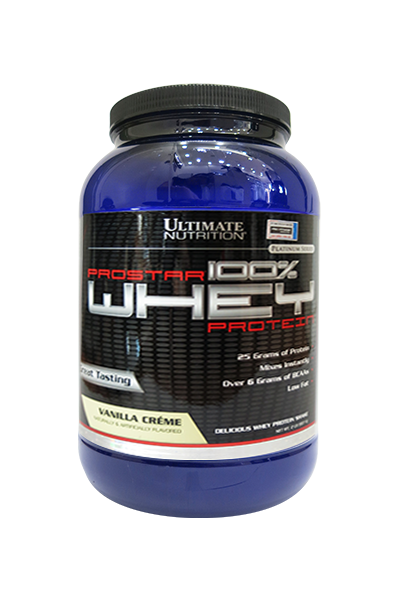 ULTIMATE
NUTRITION®
PLATINUM SERIES
PROSTAR 100%
WHEY
PROTEIN
25 Grams of Protein
Mixes Instantly
Over 6 Grams of BCAAs
Low Fat
Great Tasting
VANILLA CRÉME
NATURALLY & ARTIFICIALLY FLAVORED
DELICIOUS WHEY PROTEIN SHAKE